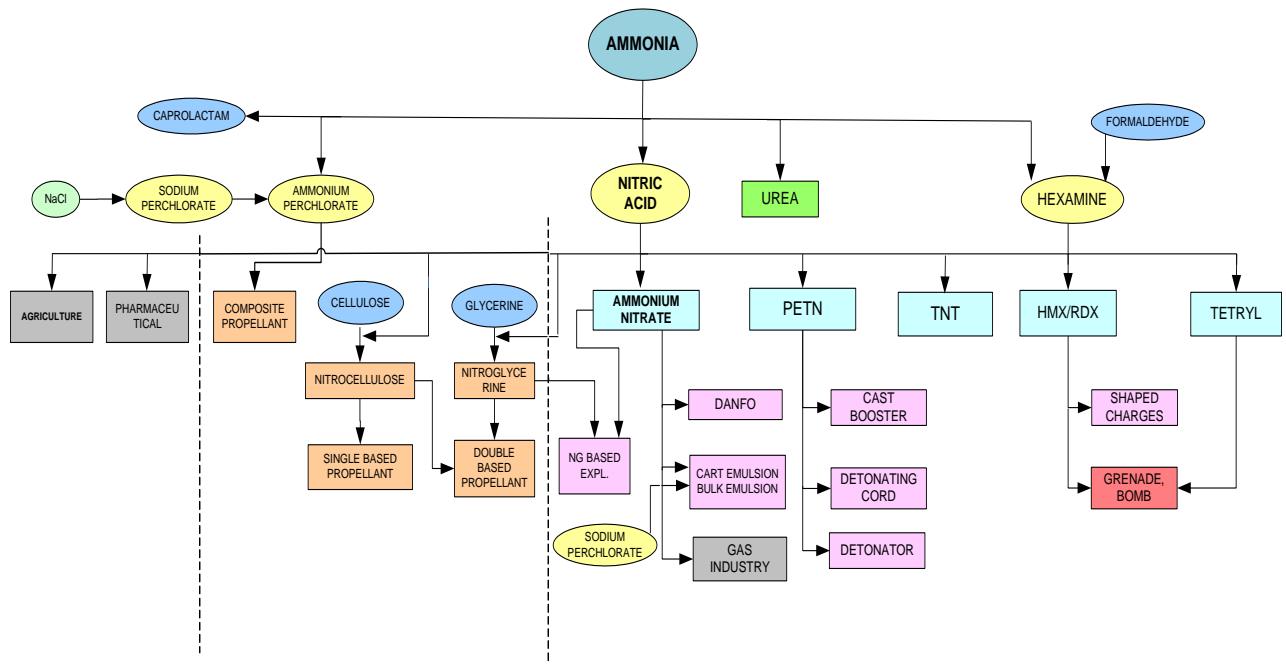 AMMONIA
CAPROLACTAM
FORMALDEHYDE
NaCl
SODIUM
PERCHLORATE
AMMONIUM
PERCHLORATE
NITRIC
ACID
UREA
HEXAMINE
AGRICULTURE
PHARMACEU
TICAL
COMPOSITE
PROPELLANT
CELLULOSE
GLYCERINE
AMMONIUM
NITRATE
PETN
TNT
HMX/RDX
TETRYL
NITROCELLULOSE
NITROGLYCE
RINE
DANFO
CAST
BOOSTER
SHAPED
CHARGES
SINGLE BASED
PROPELLANT
DOUBLE
BASED
PROPELLANT
NG BASED
EXPL.
CART EMULSION
BULK EMULSION
DETONATING
CORD
GRENADE,
BOMB
SODIUM
PERCHLORATE
GAS
INDUSTRY
DETONATOR